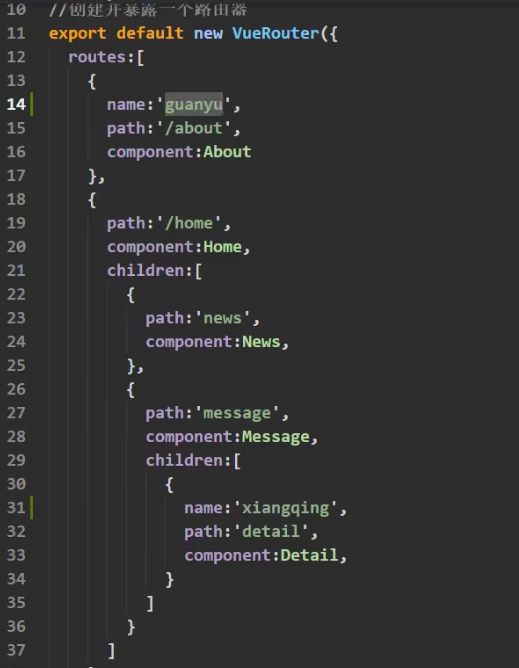 10 //创建并暴露一个路由器
11 export default new VueRouter({
12 routes:[
13 {
14 name:'guanyu',
15 path:'/about',
16 component:About
17 },
18 {
19 path:'/home',
20 component:Home,
21 children:[
22 {
23 path:'news',
24 component:News,
25 },
26 {
27 path:'message',
28 component:Message,
29 children:[
30 {
31 name:'xiangqing',
32 path:'detail',
33 component:Detail,
34 }
35 ]
36 }
37 ]